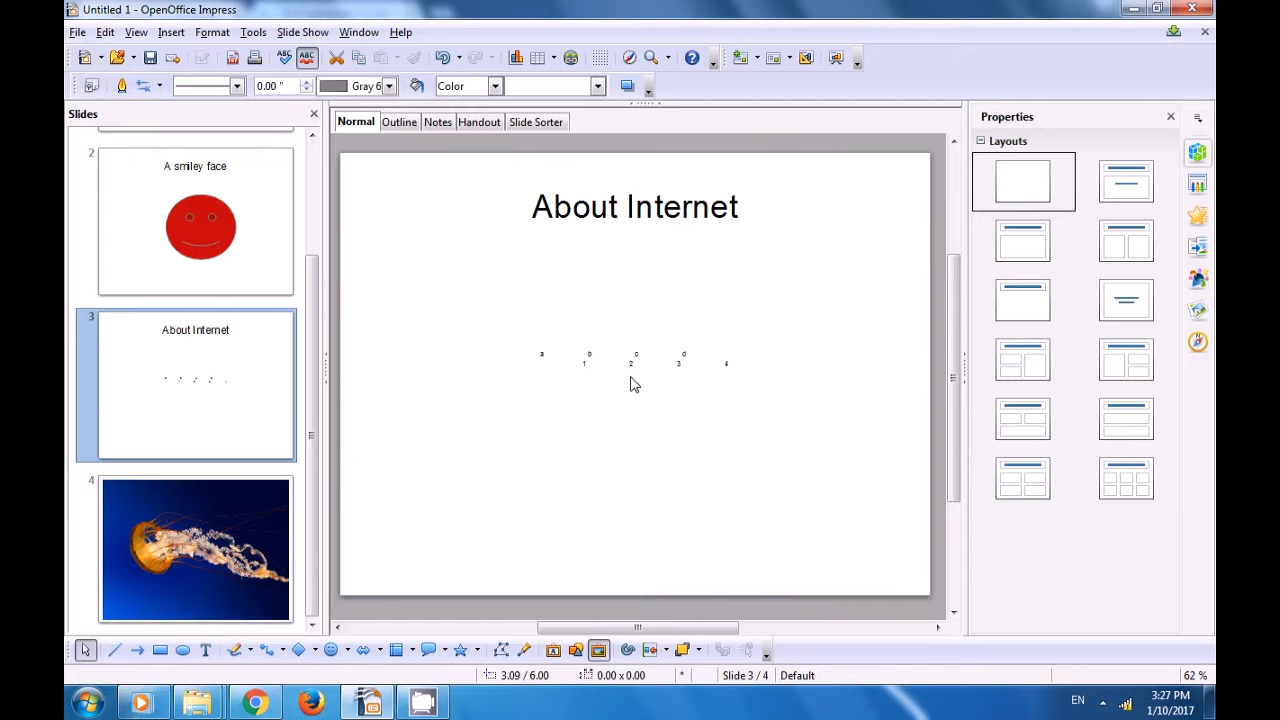 Untitled 1 - OpenOffice Impress
File Edit View Insert Format Tools Slide Show Window Help
ABC ABC
0.00 " Gray 6 Color
Slides
Normal Outline Notes Handout Slide Sorter
Properties
Layouts
2
A smiley face
3
About Internet
4
About Internet
a b c d
1 2 3 4
3.09 / 6.00 0.00 x 0.00 * Slide 3 / 4 Default 62 %
EN 3:27 PM
1/10/2017